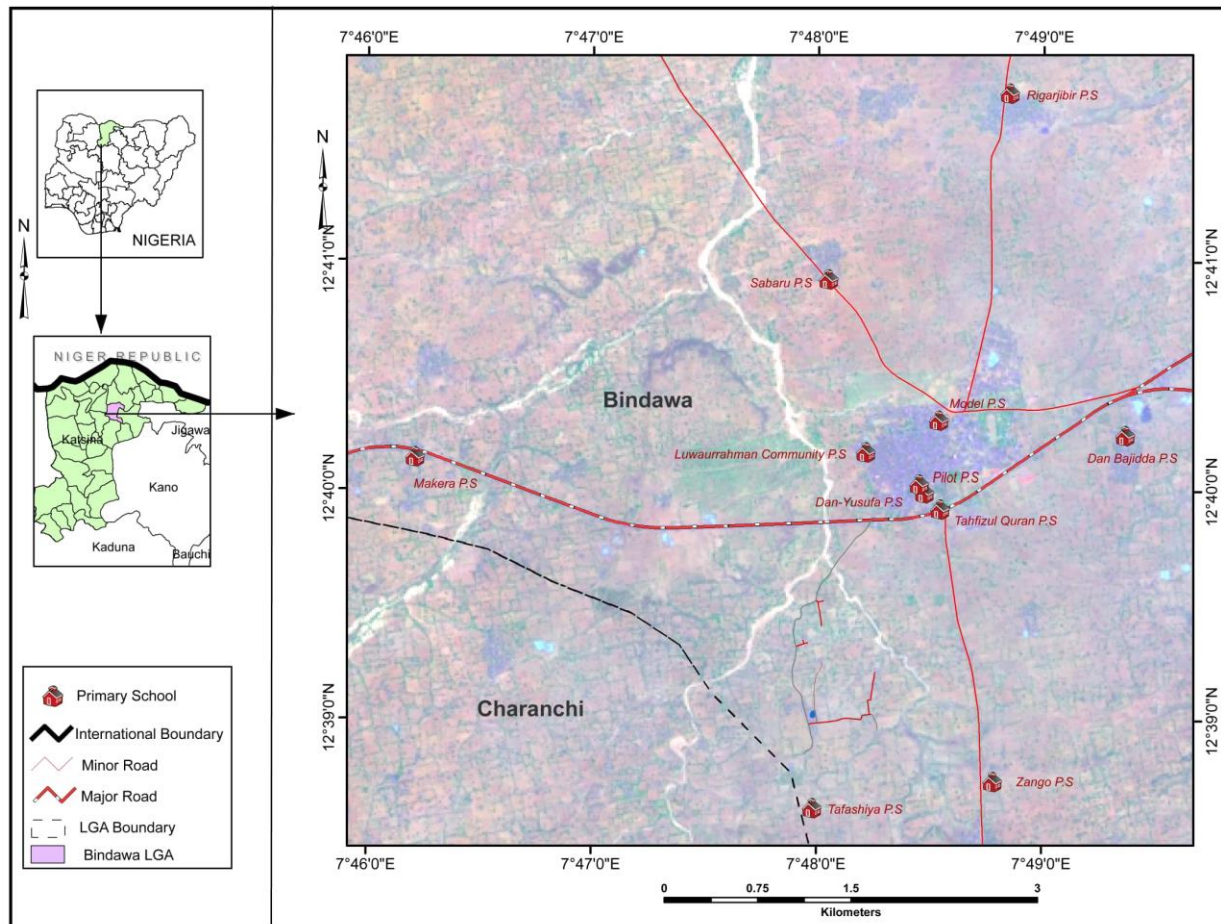 N
NIGERIA
NIGER REPUBLIC
Katsina
Jigawa
Kano
Kaduna
Bauchi
Primary School
International Boundary
Minor Road
Major Road
LGA Boundary
Bindawa LGA
7°46'0"E 7°47'0"E 7°48'0"E 7°49'0"E
N
12°41'0"N 12°41'0"N
12°40'0"N 12°40'0"N
12°39'0"N 12°39'0"N
Rigarjibir P.S
Sabaru P.S
Bindawa
Model P.S
Luwaurrahman Community P.S
Dan Bajidda P.S
Makera P.S
Pilot P.S
Dan-Yusufa P.S
Tahfizul Quran P.S
Charanchi
Zango P.S
Tafashiya P.S
7°46'0"E 7°47'0"E 7°48'0"E 7°49'0"E
0 0.75 1.5 3
Kilometers